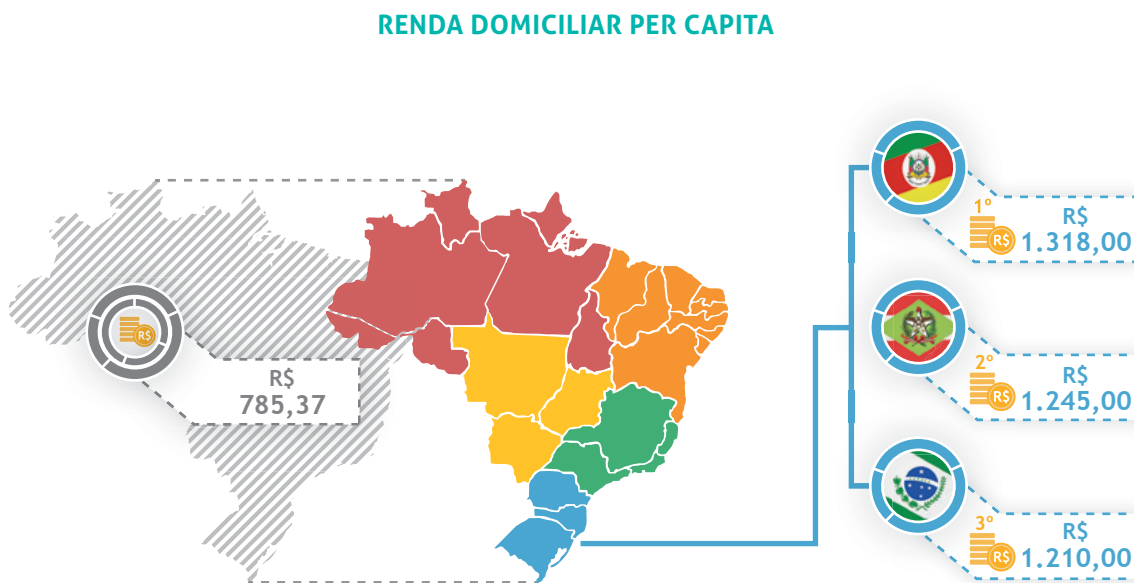 RENDA DOMICILIAR PER CAPITA
R$
R$
785,37
1º
R$
R$
1.318,00
2º
R$
R$
1.245,00
3º
R$
R$
1.210,00